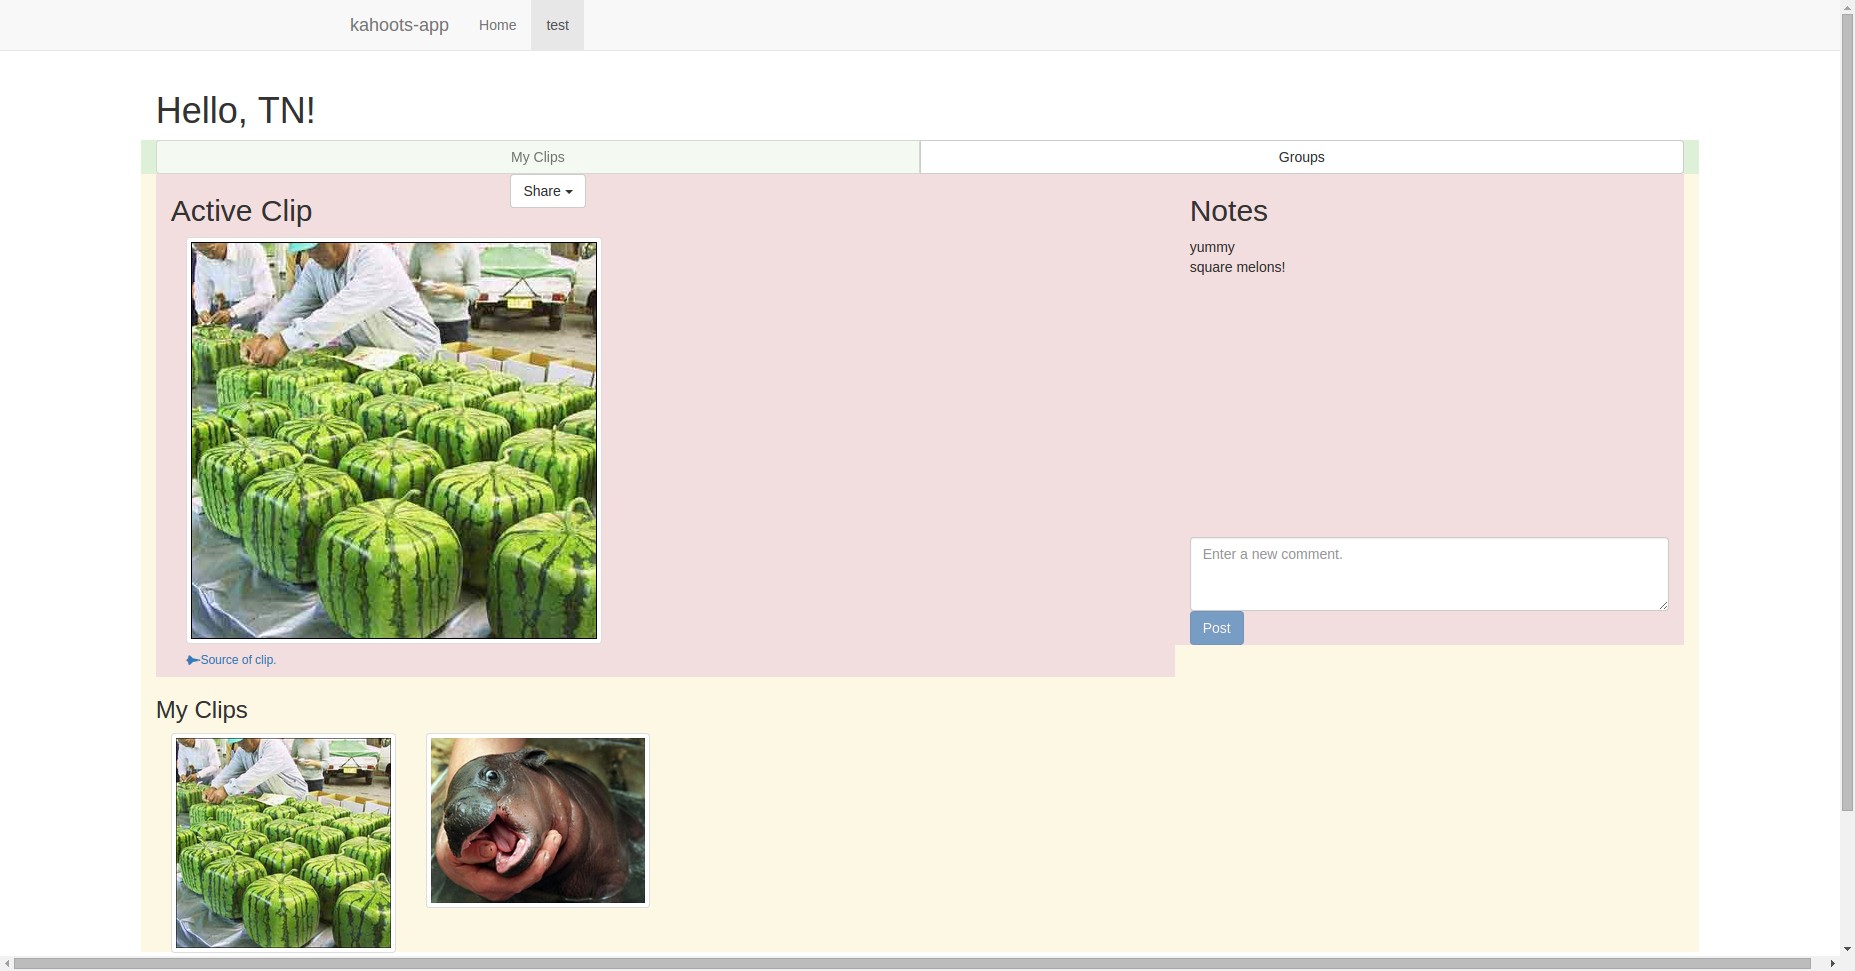 kahoots-app Home test
Hello, TN!
My Clips Groups
Share
Active Clip
Notes
yummy
square melons!
Enter a new comment.
Post
Source of clip.
My Clips